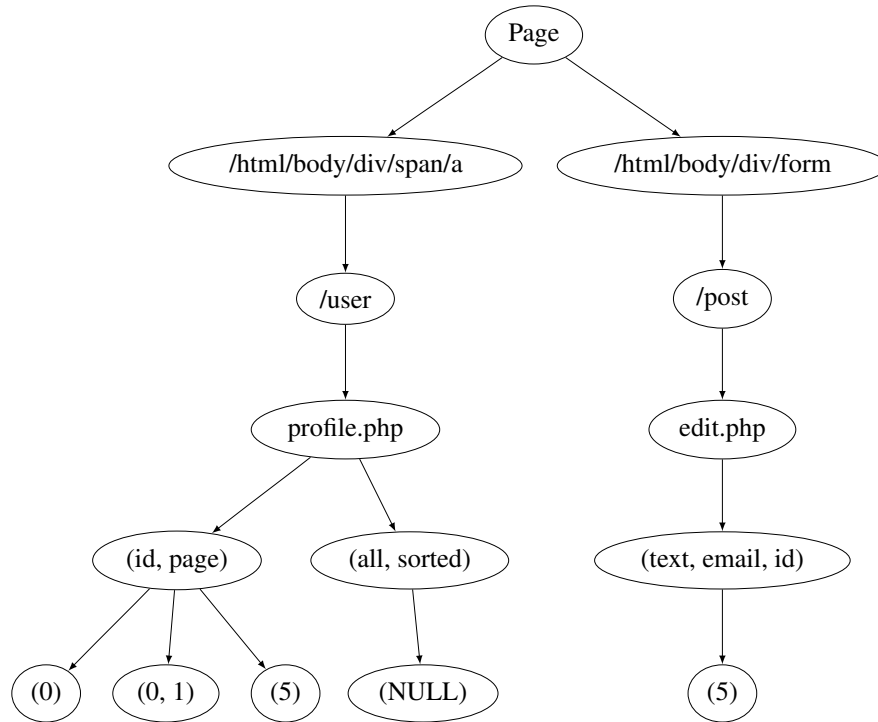 Page
/html/body/div/span/a
/html/body/div/form
/user
/post
profile.php
edit.php
(id, page)
(all, sorted)
(text, email, id)
(0)
(0, 1)
(5)
(NULL)
(5)